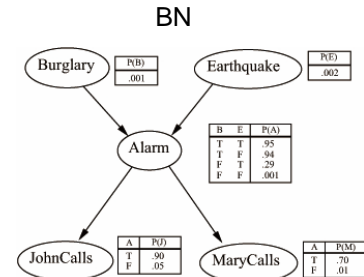 BN
Burglary
P(B)
.001
Earthquake
P(E)
.002
Alarm
B E P(A)
T T .95
T F .94
F T .29
F F .001
JohnCalls
A P(J)
T .90
F .05
MaryCalls
A P(M)
T .70
F .01